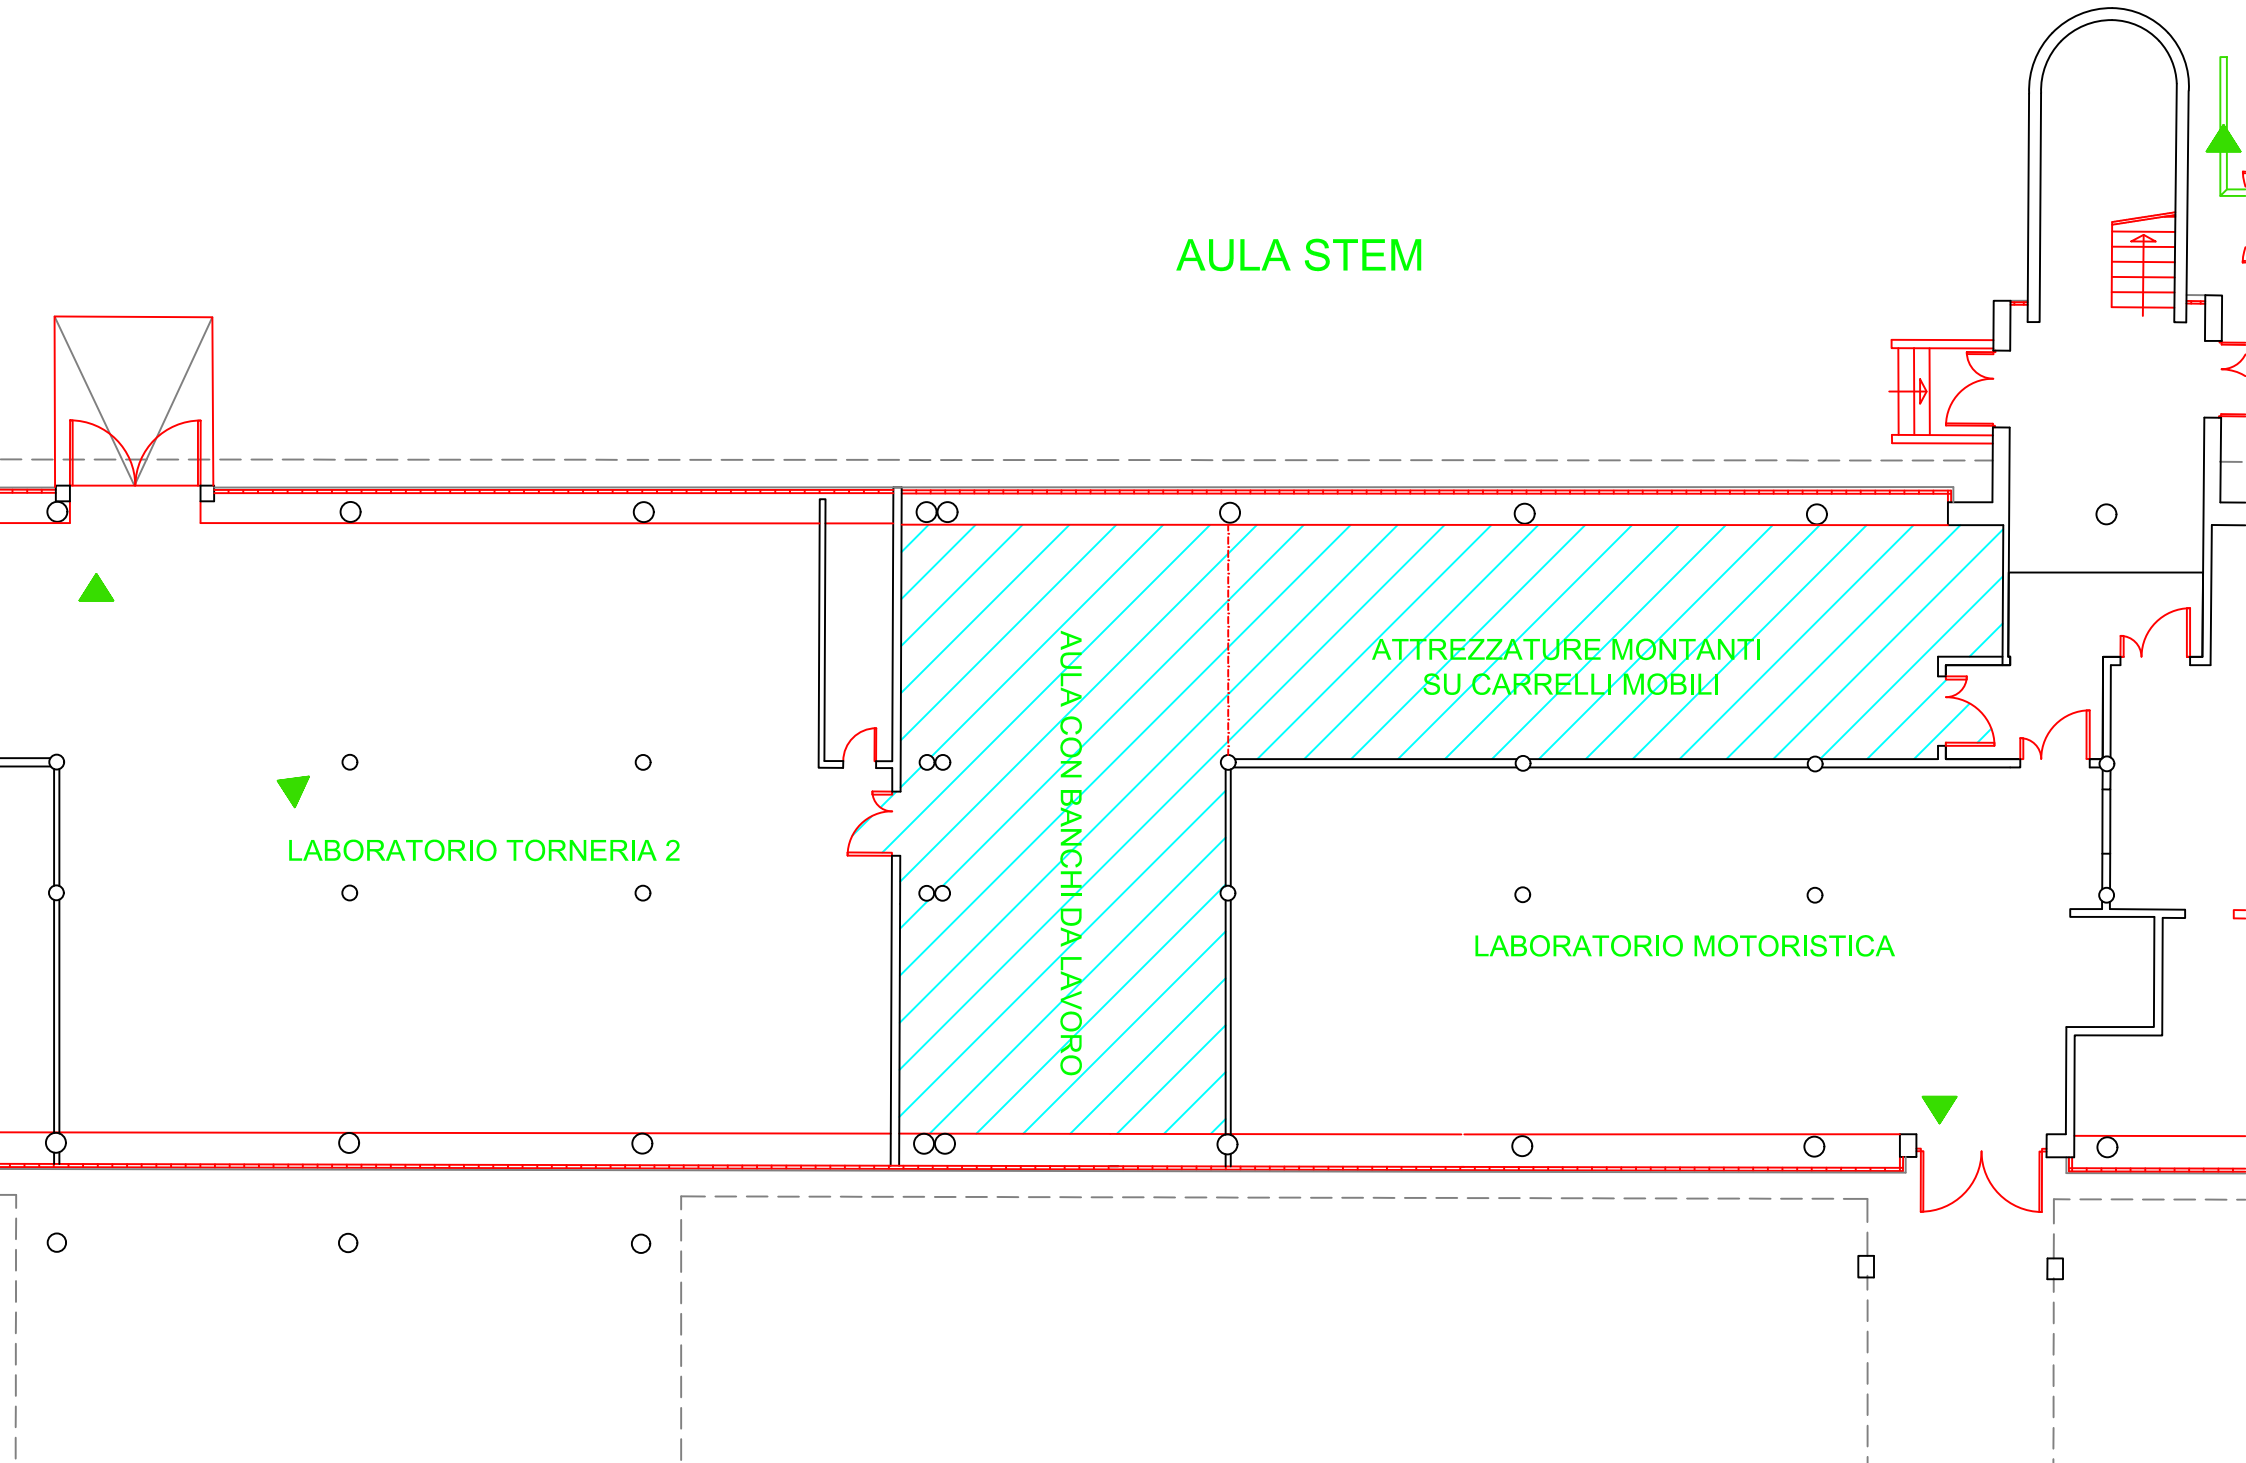 AULA STEM
ATTREZZATURE MONTANTI
SU CARRELLI MOBILI
AULA CON BANCHI DA LAVORO
LABORATORIO TORNERIA 2
LABORATORIO MOTORISTICA